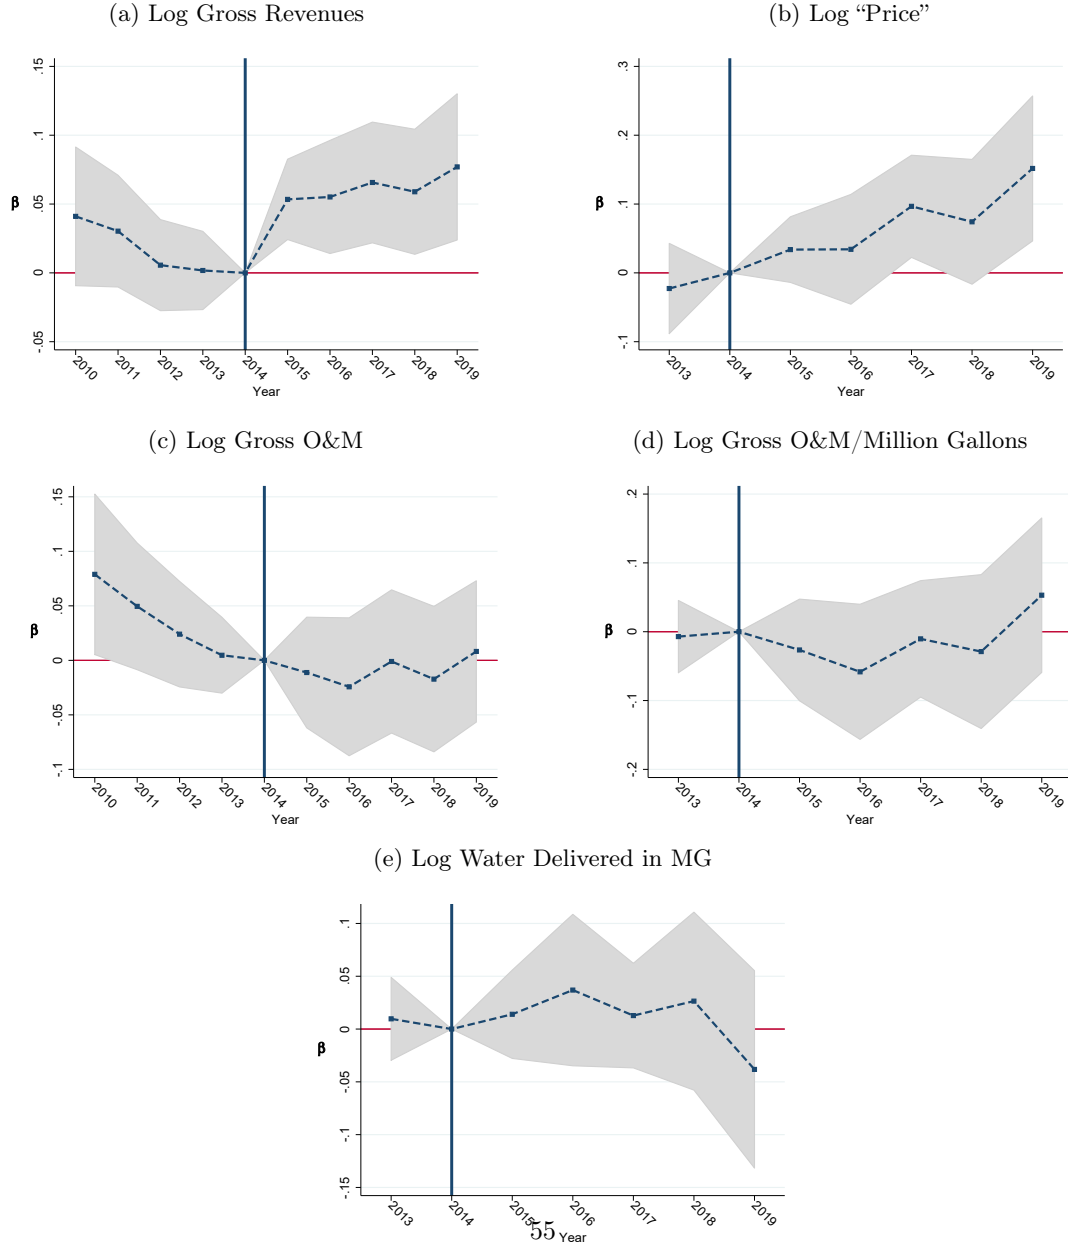 (a) Log Gross Revenues
.15
.1
.05
0
-.05
β
2010 2011 2012 2013 2014 2015 2016 2017 2018 2019
Year
(b) Log “Price”
.3
.2
.1
0
-.1
β
2013 2014 2015 2016 2017 2018 2019
Year
(c) Log Gross O&M
.15
.1
.05
0
-.05
-.1
β
2010 2011 2012 2013 2014 2015 2016 2017 2018 2019
Year
(d) Log Gross O&M/Million Gallons
.2
.1
0
-.1
-.2
β
2013 2014 2015 2016 2017 2018 2019
Year
(e) Log Water Delivered in MG
.1
.05
0
-.05
-.1
-.15
β
2013 2014 2015 2016 2017 2018 2019
Year
55